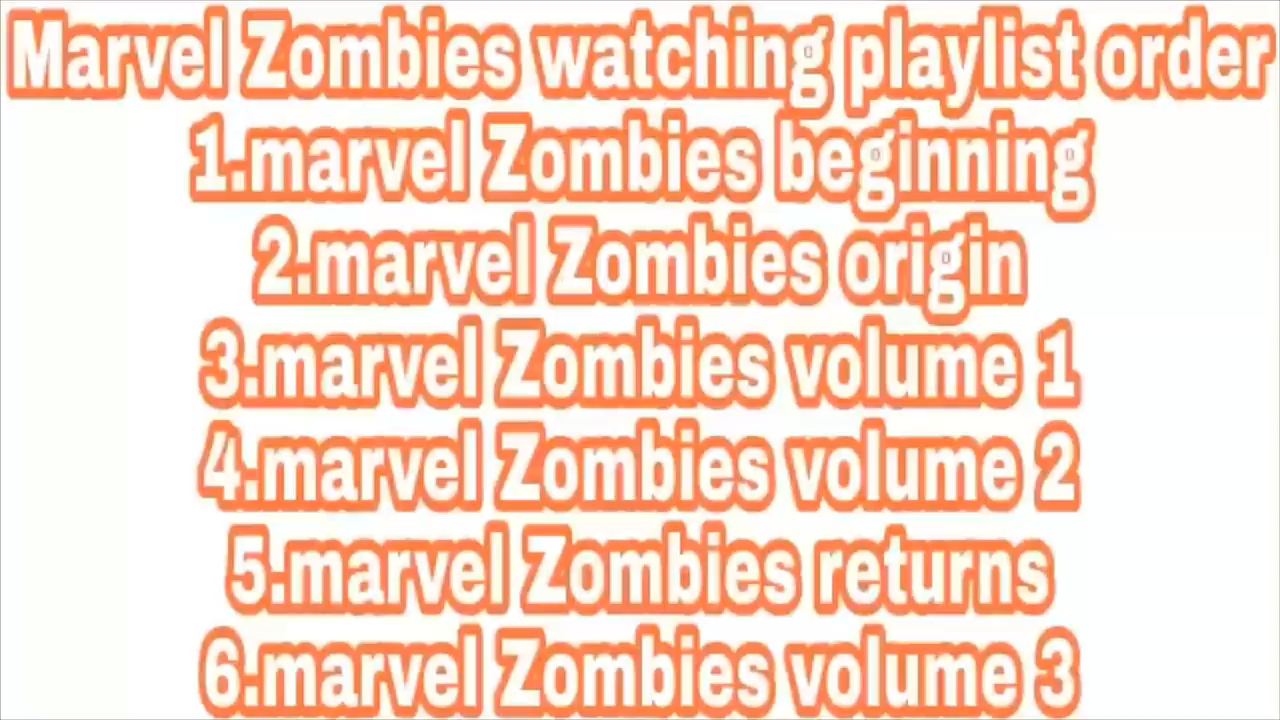 Marvel Zombies watching playlist order
1.marvel Zombies beginning
2.marvel Zombies origin
3.marvel Zombies volume 1
4.marvel Zombies volume 2
5.marvel Zombies returns
6.marvel Zombies volume 3